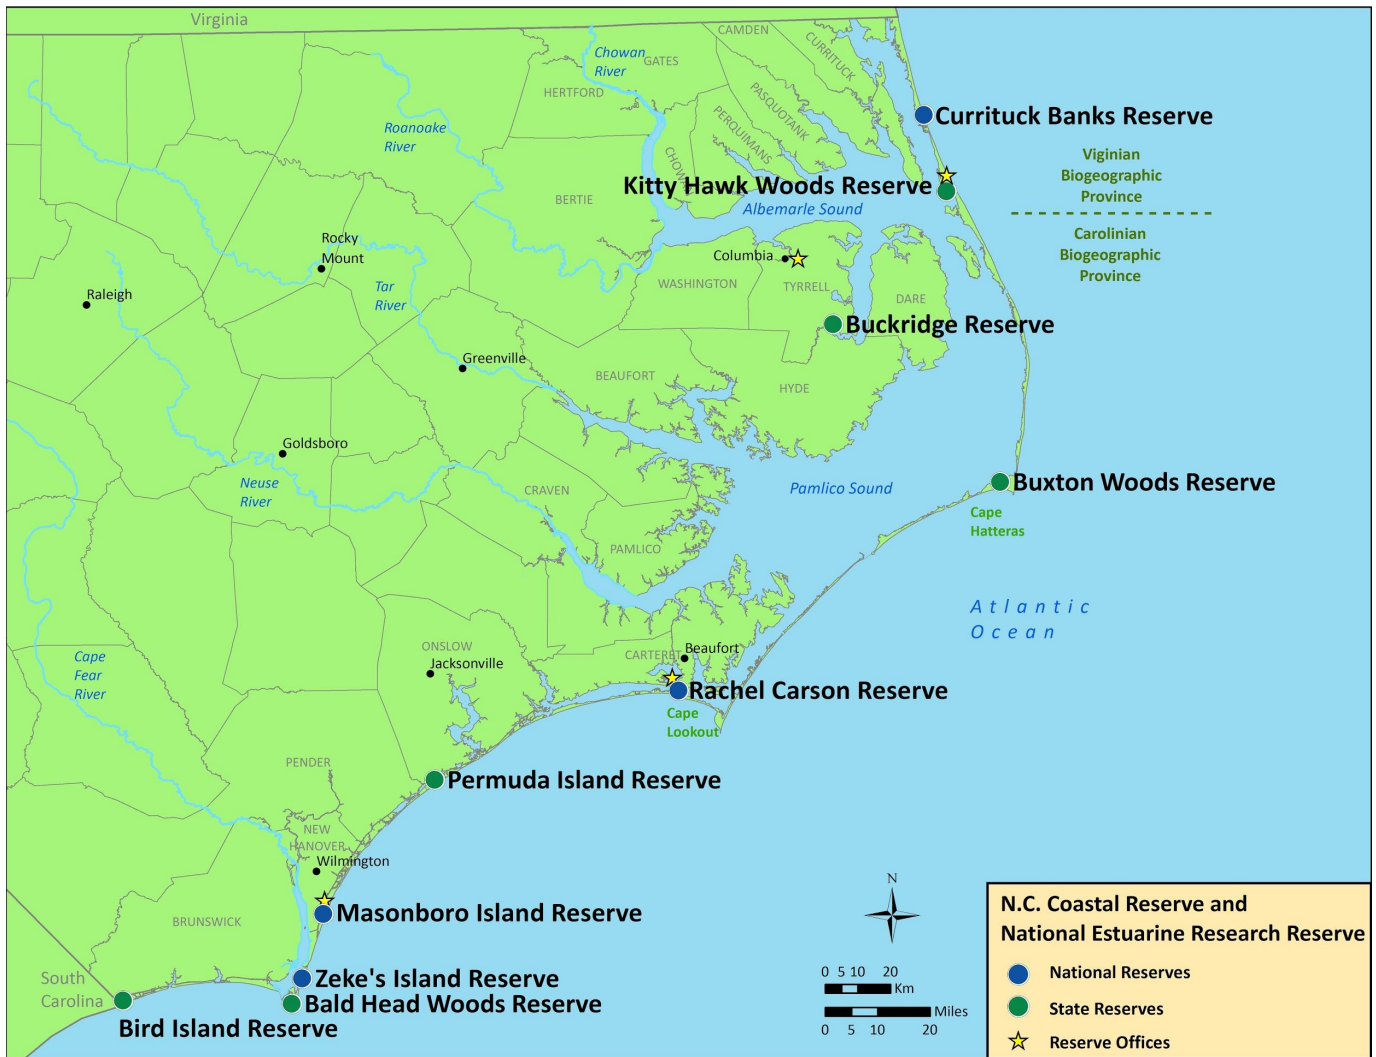 Virginia
Chowan
River
GATES
CAMDEN
CURRITUCK
HERTFORD
PASQUOTANK
PERQUIMANS
Roanoake
River
CHOWAN
Currituck Banks Reserve
Viginian
Biogeographic
Province
Kitty Hawk Woods Reserve
BERTIE
Albemarle Sound
Carolinian
Biogeographic
Province
Rocky
Mount
Columbia
Raleigh
Tar
River
WASHINGTON
TYRRELL
DARE
Buckridge Reserve
Greenville
BEAUFORT
HYDE
Goldsboro
Neuse
River
CRAVEN
Pamlico Sound
Buxton Woods Reserve
Cape
Hatteras
PAMLICO
Atlantic
Ocean
ONSLOW
Jacksonville
CARTERET
Beaufort
Cape
Fear
River
Rachel Carson Reserve
Cape
Lookout
PENDER
Permuda Island Reserve
NEW
HANOVER
Wilmington
BRUNSWICK
Masonboro Island Reserve
South
Carolina
Zeke's Island Reserve
Bald Head Woods Reserve
Bird Island Reserve
N
0 5 10 20
Km
Miles
0 5 10 20
N.C. Coastal Reserve and
National Estuarine Research Reserve
National Reserves
State Reserves
Reserve Offices